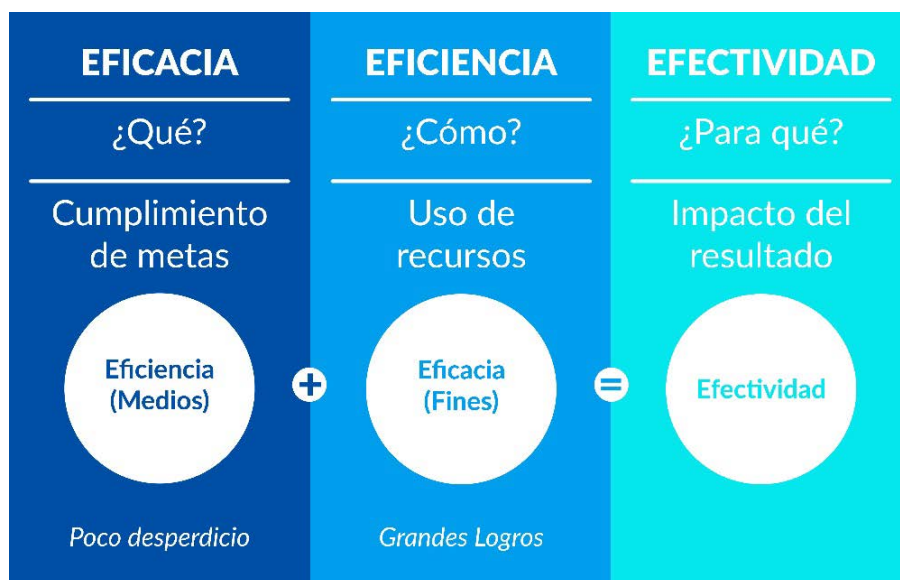 EFICACIA
¿Qué?
Cumplimiento
de metas
Eficiencia
(Medios)
Poco desperdicio
+
EFICIENCIA
¿Cómo?
Uso de
recursos
Eficacia
(Fines)
Grandes Logros
=
EFECTIVIDAD
¿Para qué?
Impacto del
resultado
Efectividad